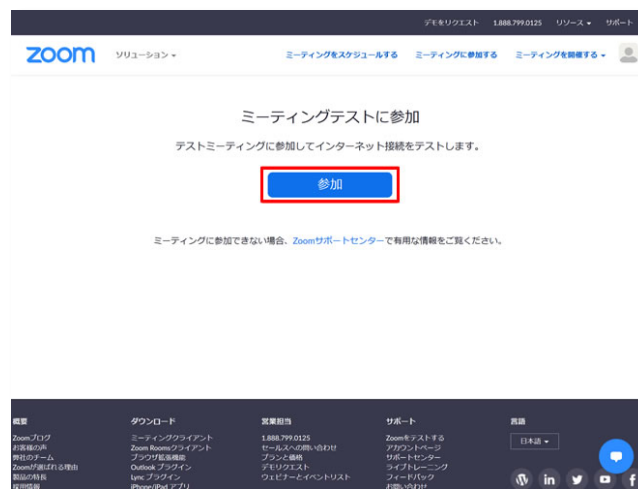 デモをリクエスト 1.888.799.0125 リソース サポート
zoom ソリューション ミーティングをスケジュールする ミーティングに参加する ミーティングを開催する
ミーティングテストに参加
テストミーティングに参加してインターネット接続をテストします。
参加
ミーティングに参加できない場合、Zoomサポートセンターで有用な情報をご覧ください。
概要 ダウンロード 営業担当 サポート 言語
Zoomブログ ミーティングクライアント 1.888.799.0125 Zoomをテストする 日本語
お客様の声 Zoom Roomsクライアント セールスへの問い合わせ アカウントページ
弊社のチーム ブラウザ拡張機能 プランと価格 サポートセンター
Zoomが選ばれる理由 Outlook プラグイン デモリクエスト ライブトレーニング
製品の特長 Lync プラグイン ウェビナーとイベントリスト フィードバック
採用情報 iPhone/iPad アプリ お問い合わせ